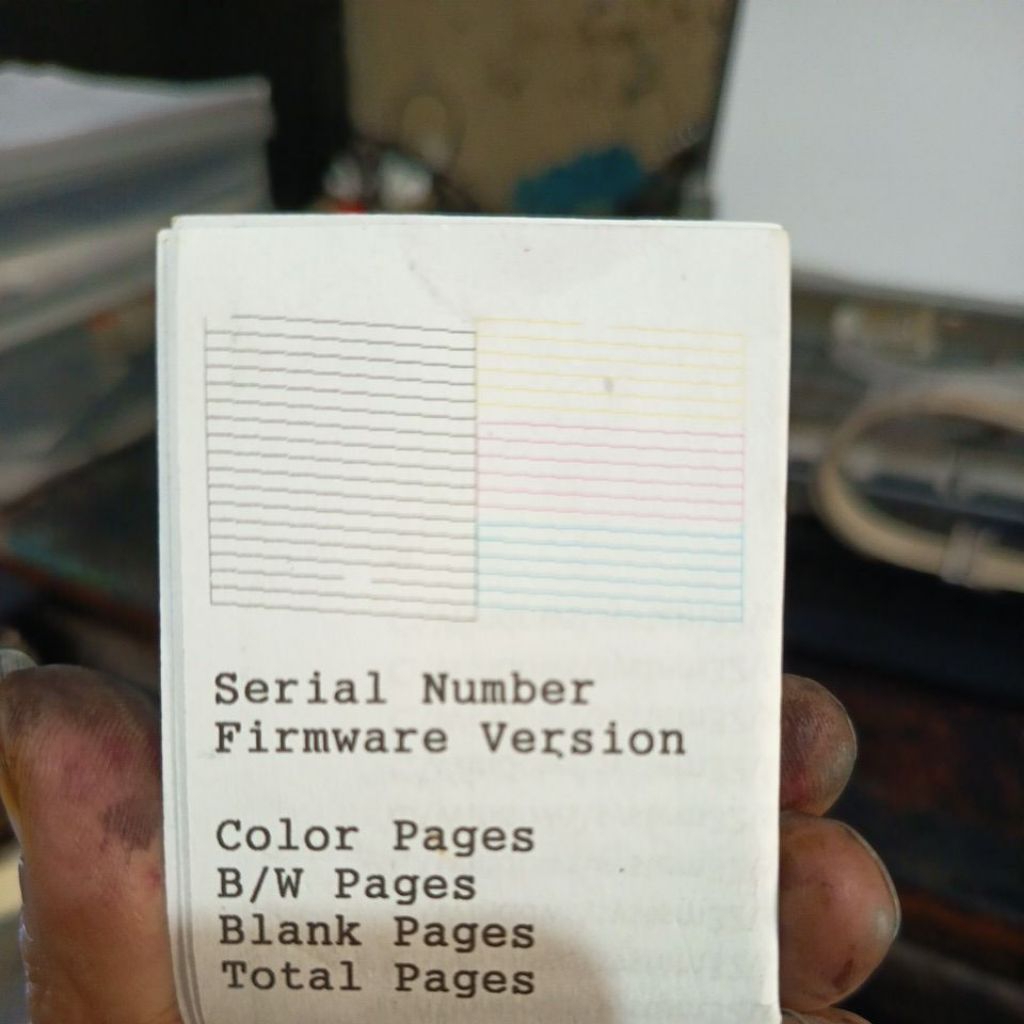 Serial Number
Firmware Version
Color Pages
B/W Pages
Blank Pages
Total Pages